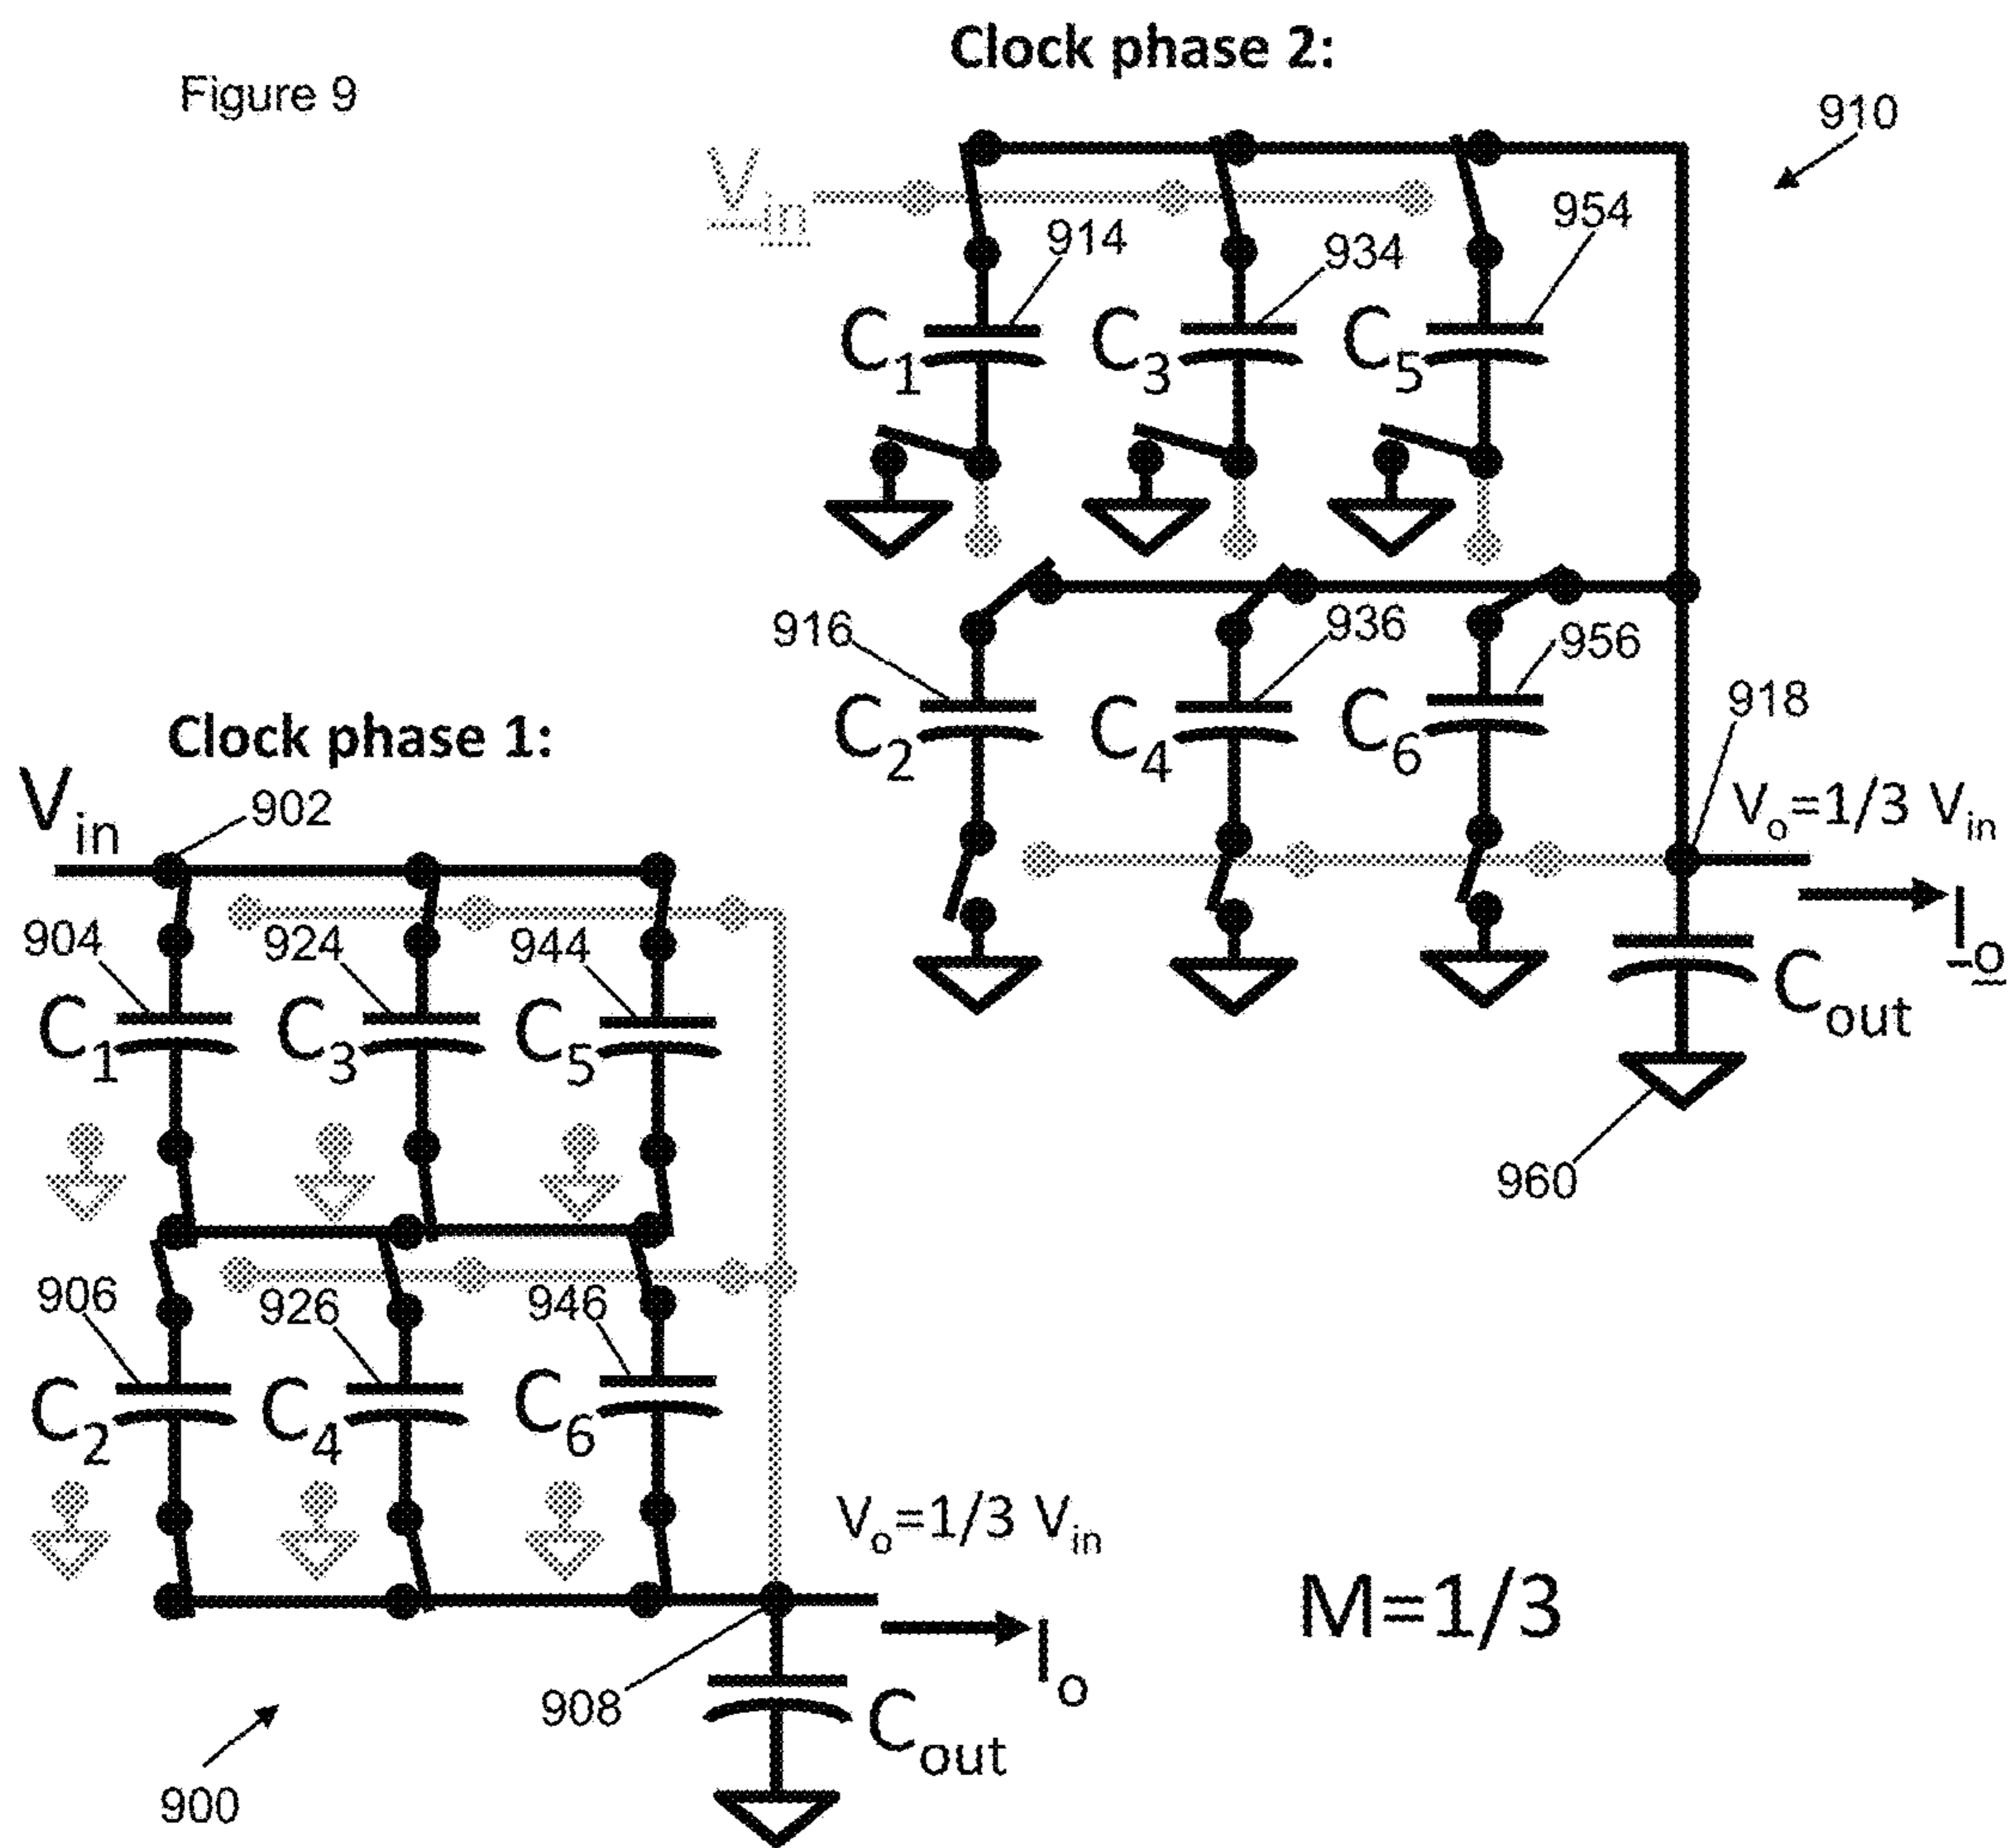 Figure 9
Clock phase 2:
910
Vin
914
934
954
C1
C3
C5
916
936
956
C2
C4
C6
918
Vo=1/3 Vin
Io
Cout
960
Clock phase 1:
Vin
902
904
924
944
C1
C3
C5
906
926
946
C2
C4
C6
Vo=1/3 Vin
Io
908
Cout
900
M=1/3